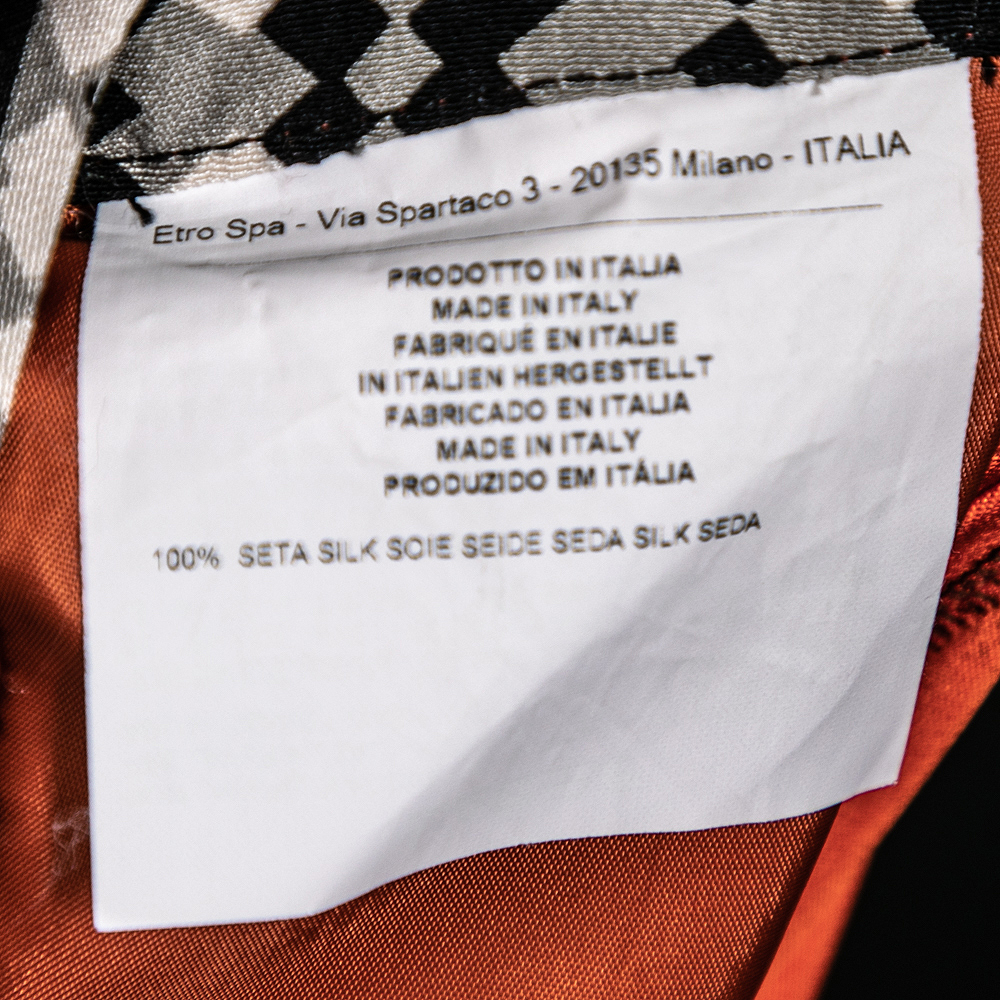 Etro Spa - Via Spartaco 3 - 20135 Milano - ITALIA
PRODOTTO IN ITALIA
MADE IN ITALY
FABRIQUÉ EN ITALIE
IN ITALIEN HERGESTELLT
FABRICADO EN ITALIA
MADE IN ITALY
PRODUZIDO EM ITÁLIA
100% SETA SILK SOIE SEIDE SEDA SILK SEDA